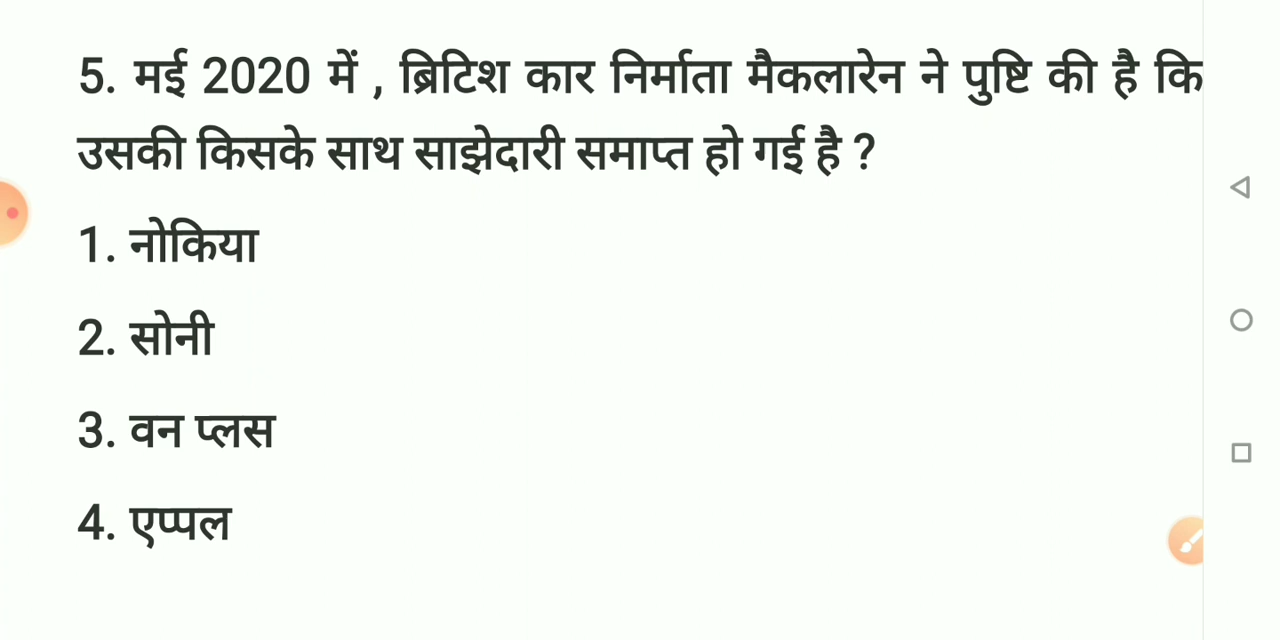 5. मई 2020 में , ब्रिटिश कार निर्माता मैकलारेन ने पुष्टि की है कि
उसकी किसके साथ साझेदारी समाप्त हो गई है ?
1. नोकिया
2. सोनी
3. वन प्लस
4. एप्पल